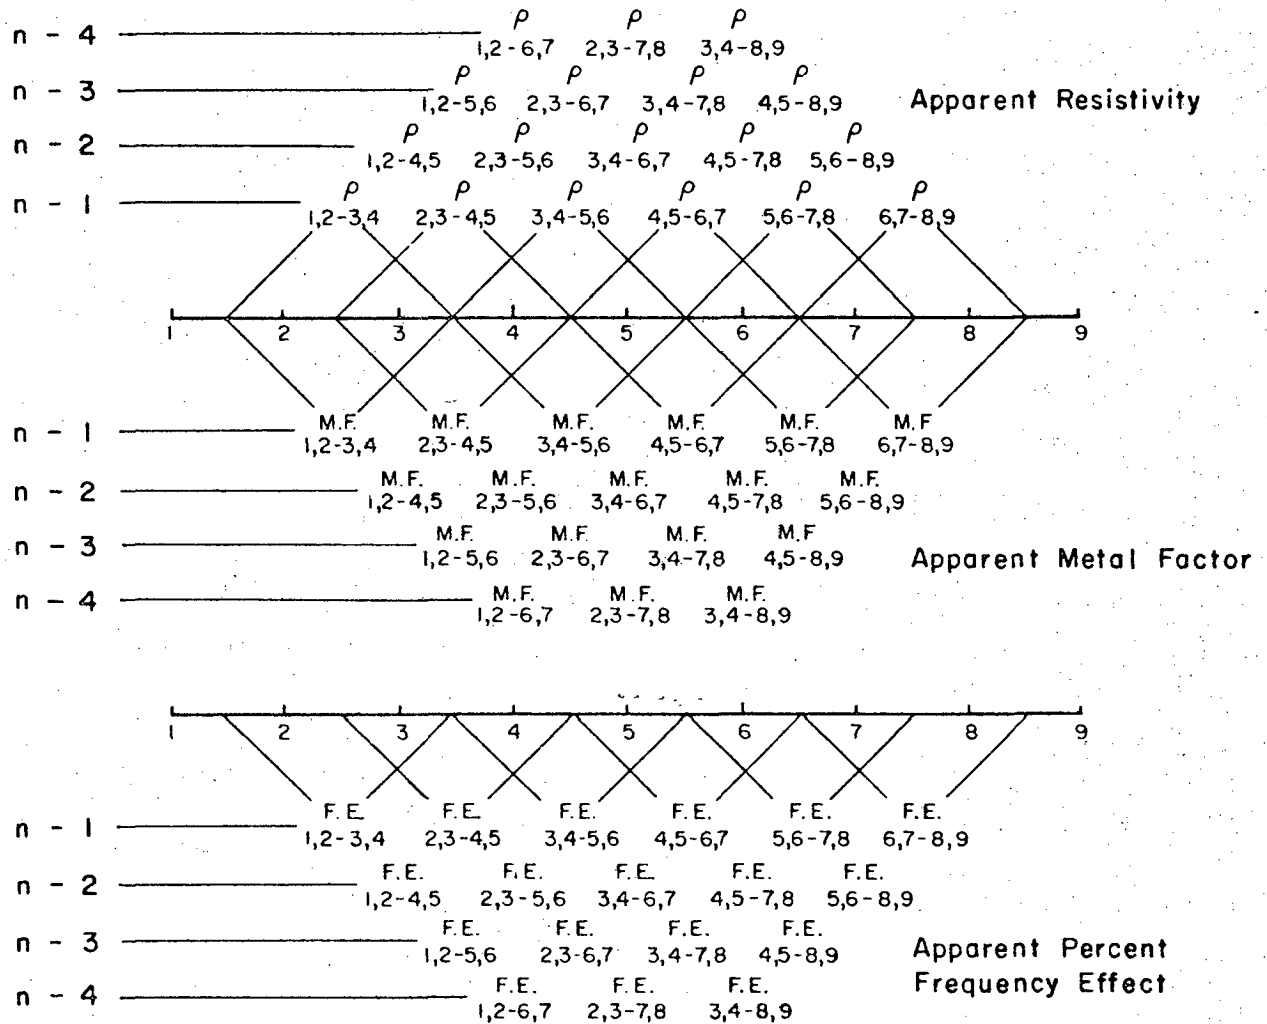 ρ ρ ρ
n - 4 1,2-6,7 2,3-7,8 3,4-8,9
ρ ρ ρ ρ
n - 3 1,2-5,6 2,3-6,7 3,4-7,8 4,5-8,9 Apparent Resistivity
ρ ρ ρ ρ ρ
n - 2 1,2-4,5 2,3-5,6 3,4-6,7 4,5-7,8 5,6-8,9
ρ ρ ρ ρ ρ ρ
n - 1 1,2-3,4 2,3-4,5 3,4-5,6 4,5-6,7 5,6-7,8 6,7-8,9
1 2 3 4 5 6 7 8 9
M.F. M.F. M.F. M.F. M.F. M.F
n - 1 1,2-3,4 2,3-4,5 3,4-5,6 4,5-6,7 5,6-7,8 6,7-8,9
M.F. M.F. M.F. M.F. M.F.
n - 2 1,2-4,5 2,3-5,6 3,4-6,7 4,5-7,8 5,6-8,9
M.F. M.F. M.F. M.F
n - 3 1,2-5,6 2,3-6,7 3,4-7,8 4,5-8,9 Apparent Metal Factor
M.F. M.F. M.F.
n - 4 1,2-6,7 2,3-7,8 3,4-8,9
1 2 3 4 5 6 7 8 9
F.E. F.E. F.E. F.E. F.E. F.E.
n - 1 1,2-3,4 2,3-4,5 3,4-5,6 4,5-6,7 5,6-7,8 6,7-8,9
F.E. F.E. F.E. F.E. F.E.
n - 2 1,2-4,5 2,3-5,6 3,4-6,7 4,5-7,8 5,6-8,9
F.E. F.E. F.E. F.E.
n - 3 1,2-5,6 2,3-6,7 3,4-7,8 4,5-8,9 Apparent Percent
F.E. F.E. F.E. Frequency Effect
n - 4 1,2-6,7 2,3-7,8 3,4-8,9